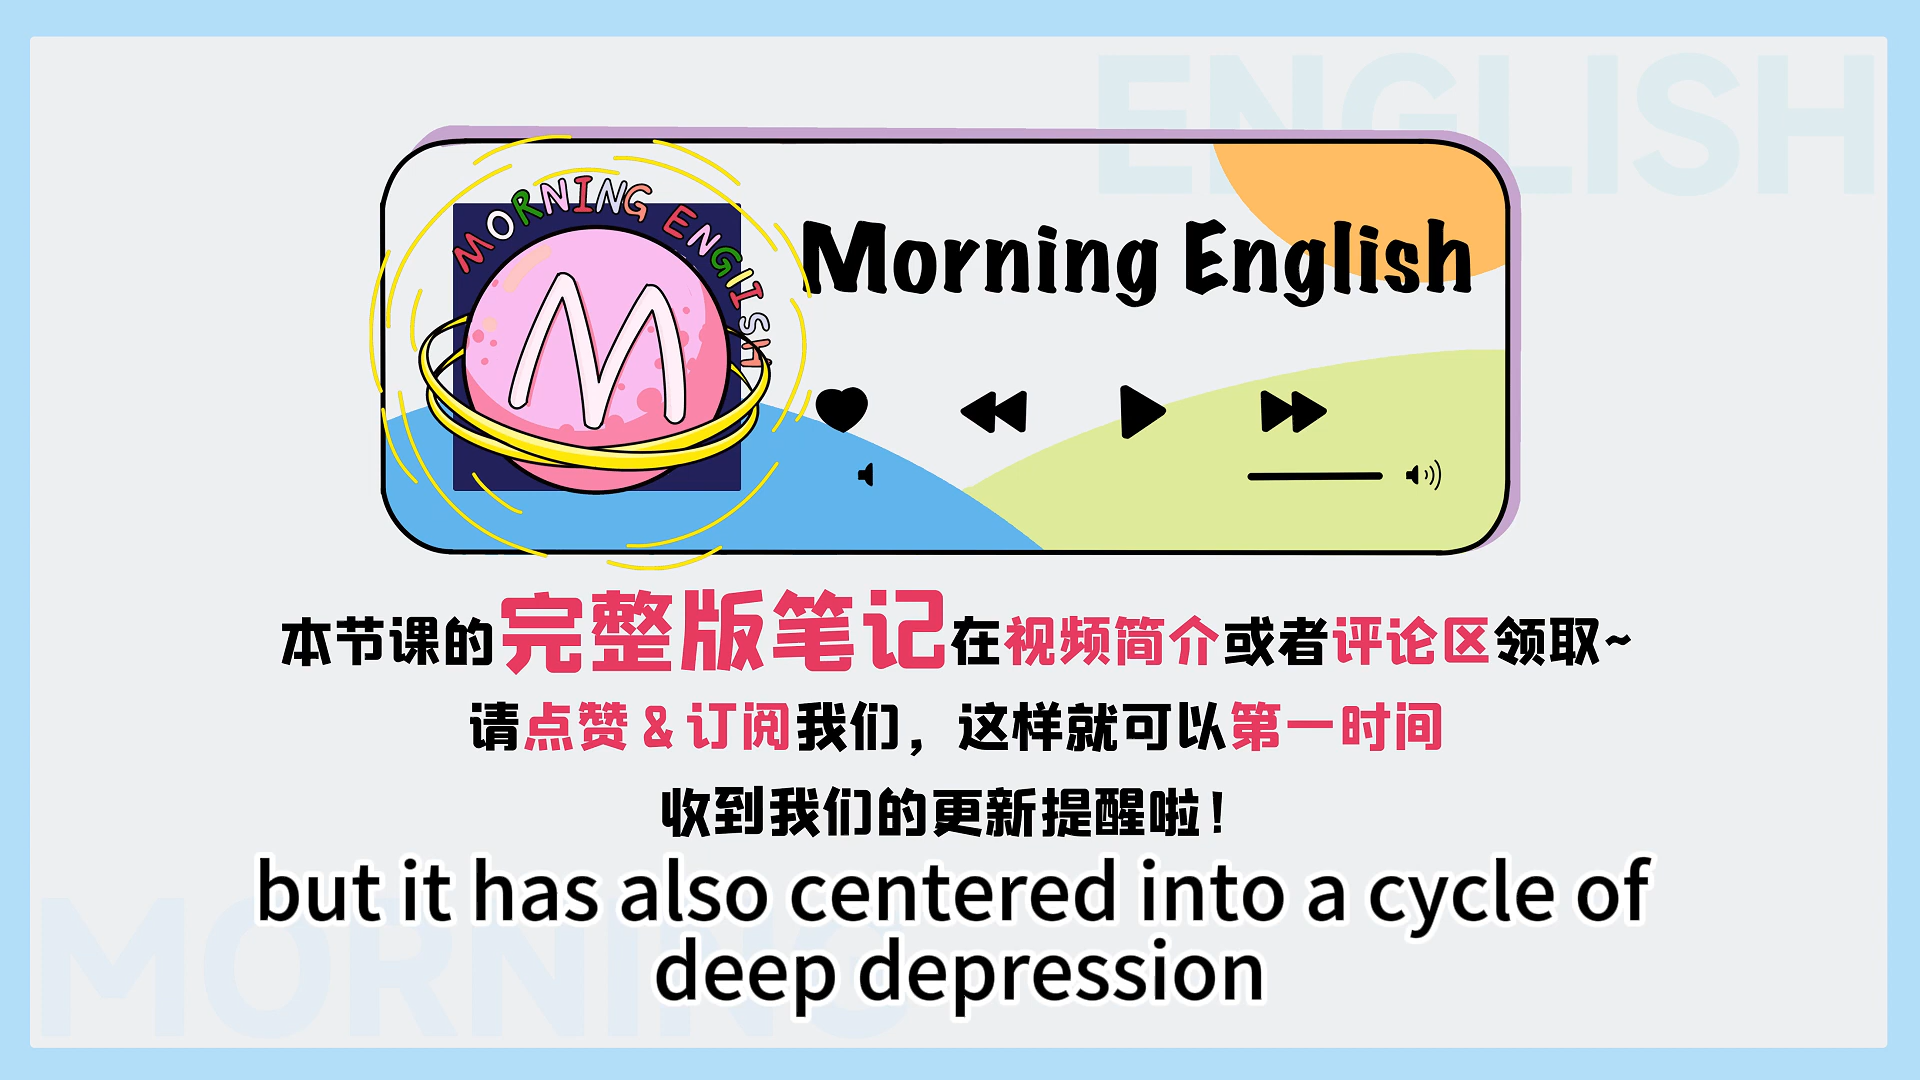 ENGLISH
MORNING ENGLISH
M
Morning English
本节课的完整版笔记在视频简介或者评论区领取~
请点赞&订阅我们，这样就可以第一时间
收到我们的更新提醒啦！
but it has also centered into a cycle of
deep depression
MORNING